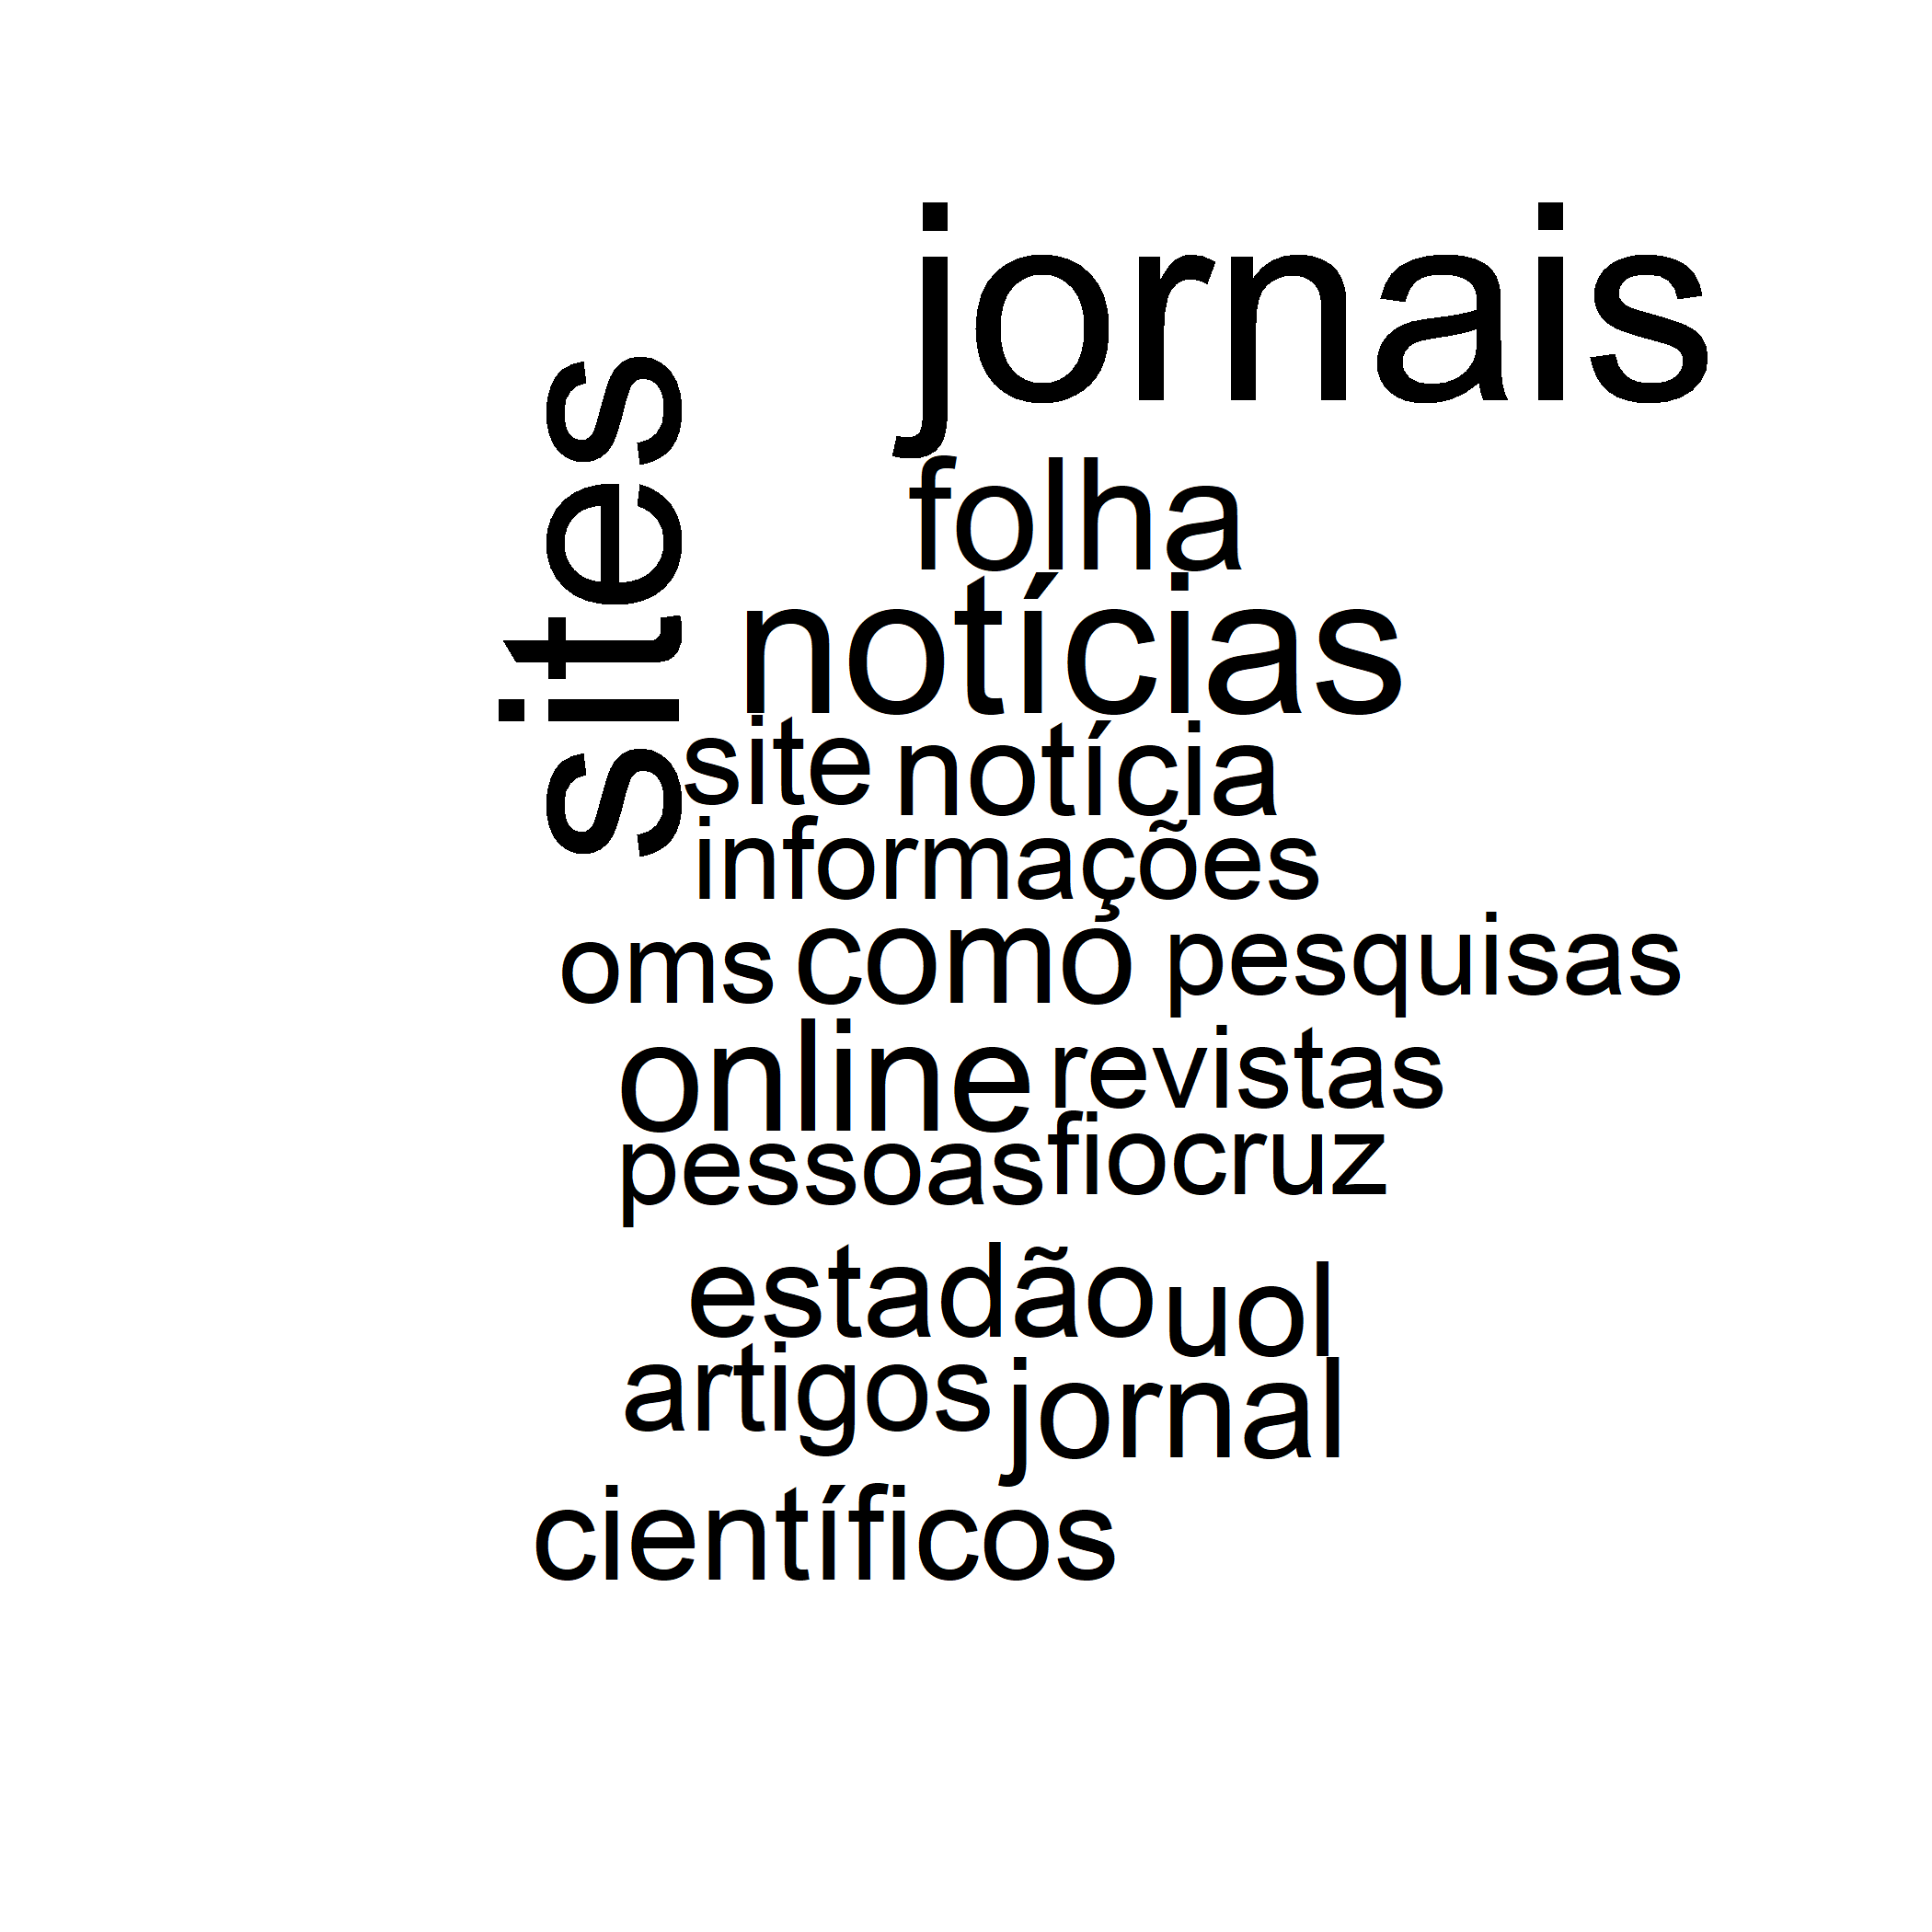 jornais
sites
folha
notícias
site notícia
informações
oms como pesquisas
online revistas
pessoas fiocruz
estadão uol
artigos jornal
científicos